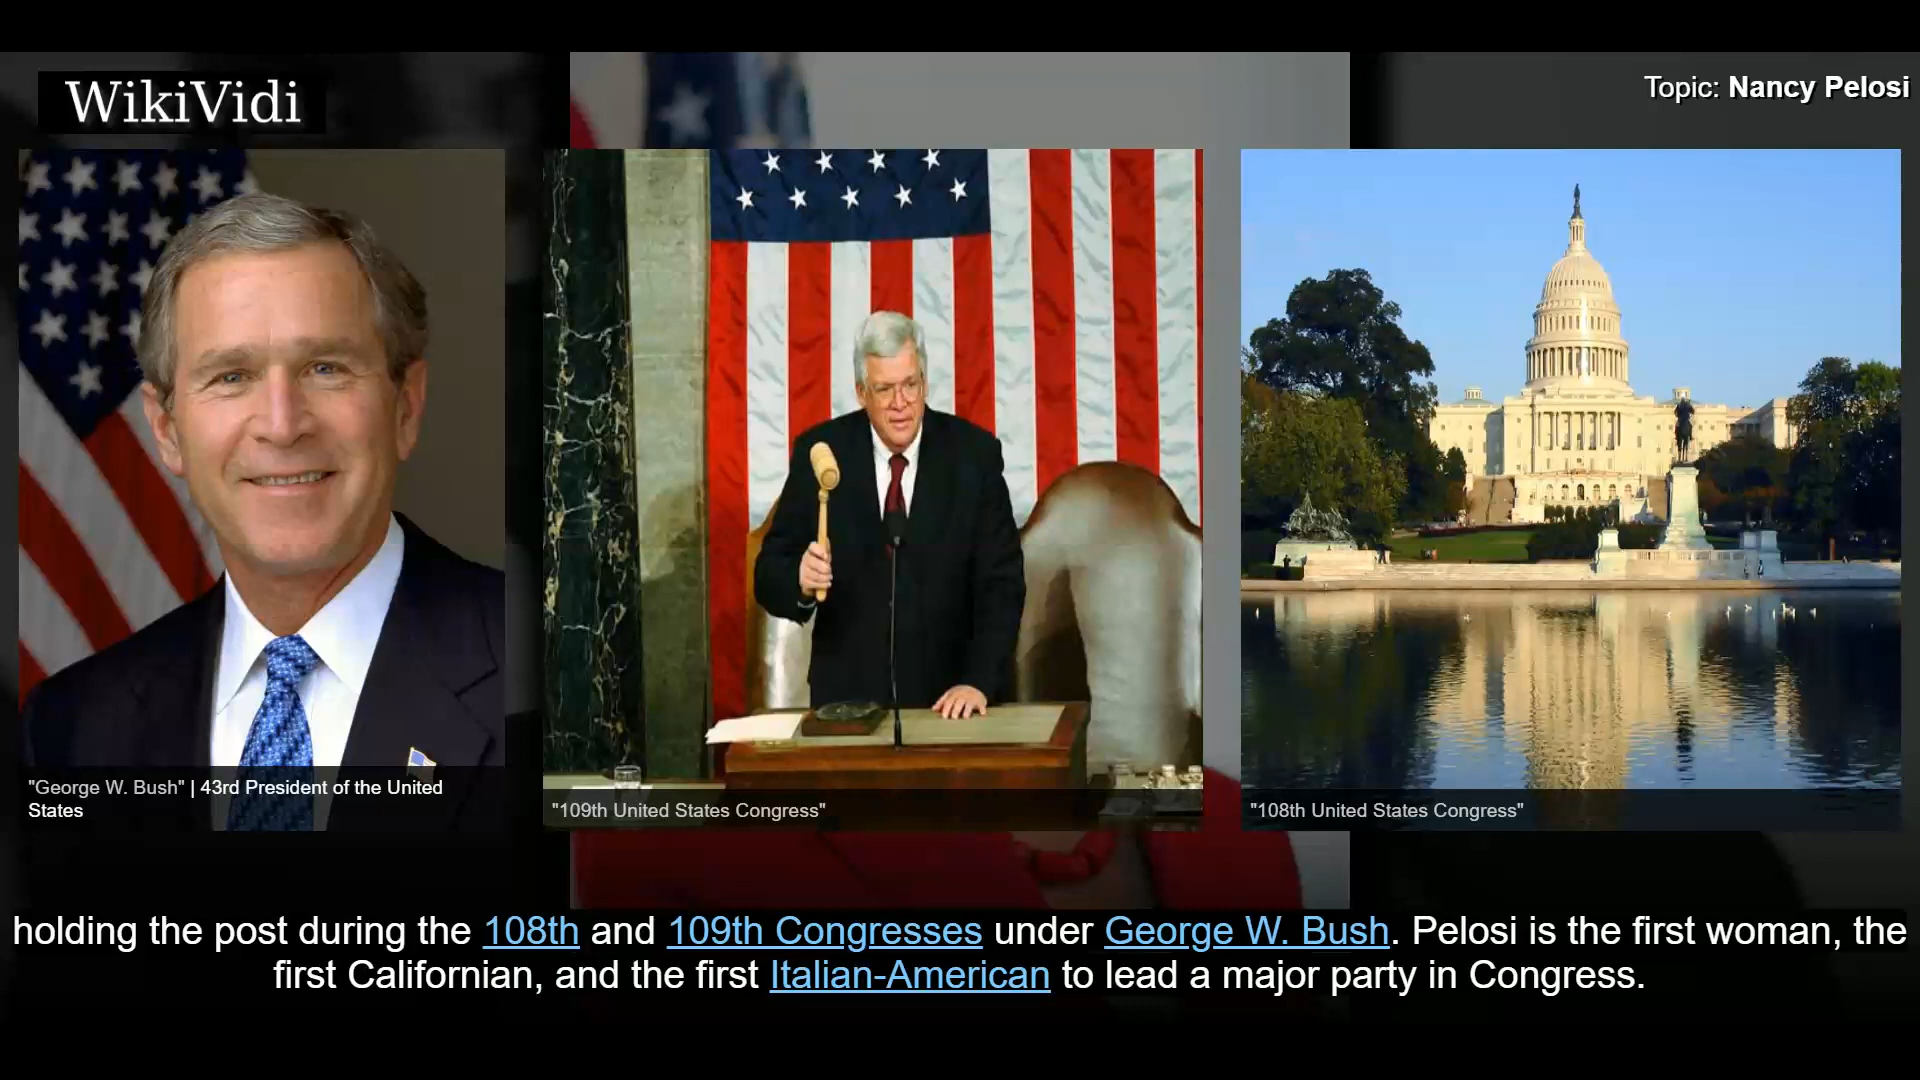 WikiVidi
Topic: Nancy Pelosi
"George W. Bush" | 43rd President of the United
States
"109th United States Congress"
"108th United States Congress"
holding the post during the 108th and 109th Congresses under George W. Bush. Pelosi is the first woman, the
first Californian, and the first Italian-American to lead a major party in Congress.